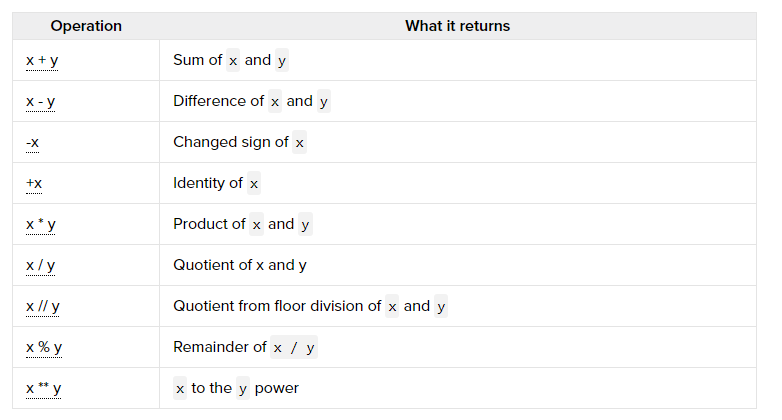 Operation What it returns
x + y Sum of x and y
x - y Difference of x and y
-x Changed sign of x
+x Identity of x
x * y Product of x and y
x / y Quotient of x and y
x // y Quotient from floor division of x and y
x % y Remainder of x / y
x ** y x to the y power